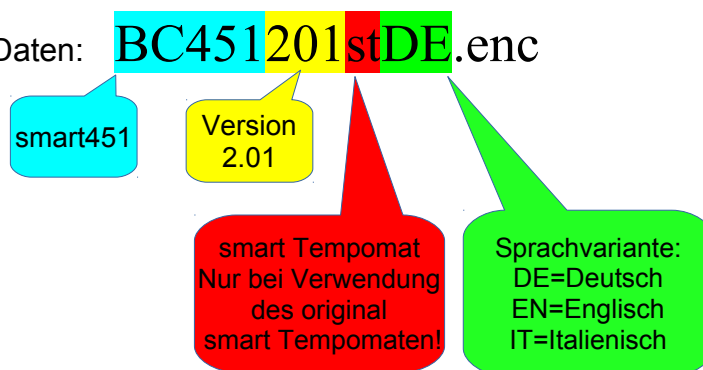 Daten: BC451201stDE.enc
smart451
Version
2.01
smart Tempomat
Nur bei Verwendung
des original
smart Tempomaten!
Sprachvariante:
DE=Deutsch
EN=Englisch
IT=Italienisch